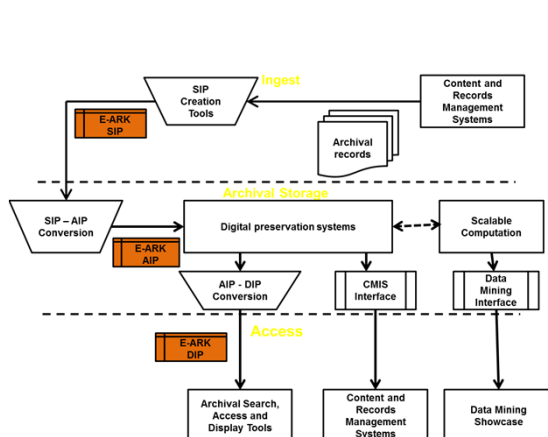 Ingest
SIP
Creation
Tools
Content and
Records
Management
Systems
E-ARK
SIP
Archival
records
Archival Storage
SIP – AIP
Conversion
Digital preservation systems
Scalable
Computation
E-ARK
AIP
AIP - DIP
Conversion
CMIS
Interface
Data
Mining
Interface
Access
E-ARK
DIP
Archival Search,
Access and
Display Tools
Content and
Records
Management
Systems
Data Mining
Showcase